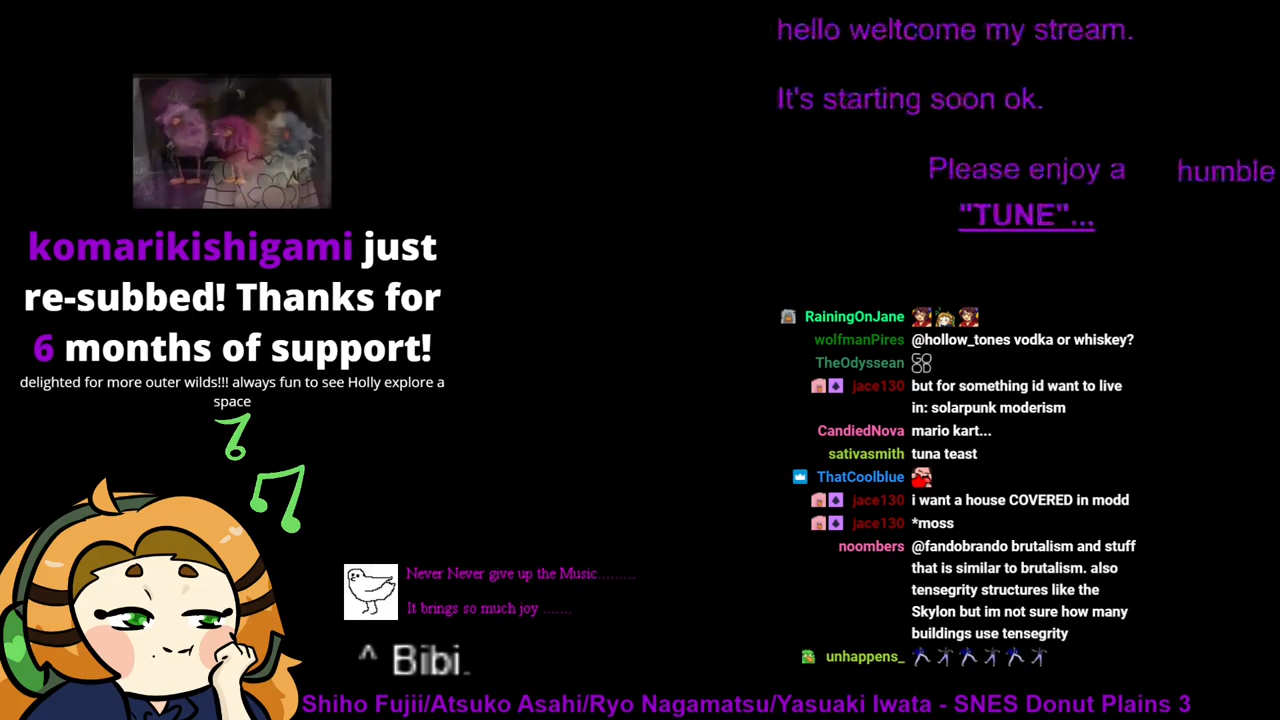 hello weltcome my stream.
It's starting soon ok.
Please enjoy a humble
"TUNE"...
komarikishigami just
re-subbed! Thanks for
6 months of support!
delighted for more outer wilds!!! always fun to see Holly explore a
space
RainingOnJane
wolfmanPires @hollow_tones vodka or whiskey?
TheOdyssean GOOD
jace130 but for something id want to live
in: solarpunk moderism
CandiedNova mario kart...
sativasmith tuna teast
ThatCoolblue
jace130 i want a house COVERED in modd
jace130 *moss
noombers @fandobrando brutalism and stuff
that is similar to brutalism. also
tensegrity structures like the
Skylon but im not sure how many
buildings use tensegrity
unhappens_
Never Never give up the Music.........
It brings so much joy .......
^ Bibi.
Shiho Fujii/Atsuko Asahi/Ryo Nagamatsu/Yasuaki Iwata - SNES Donut Plains 3